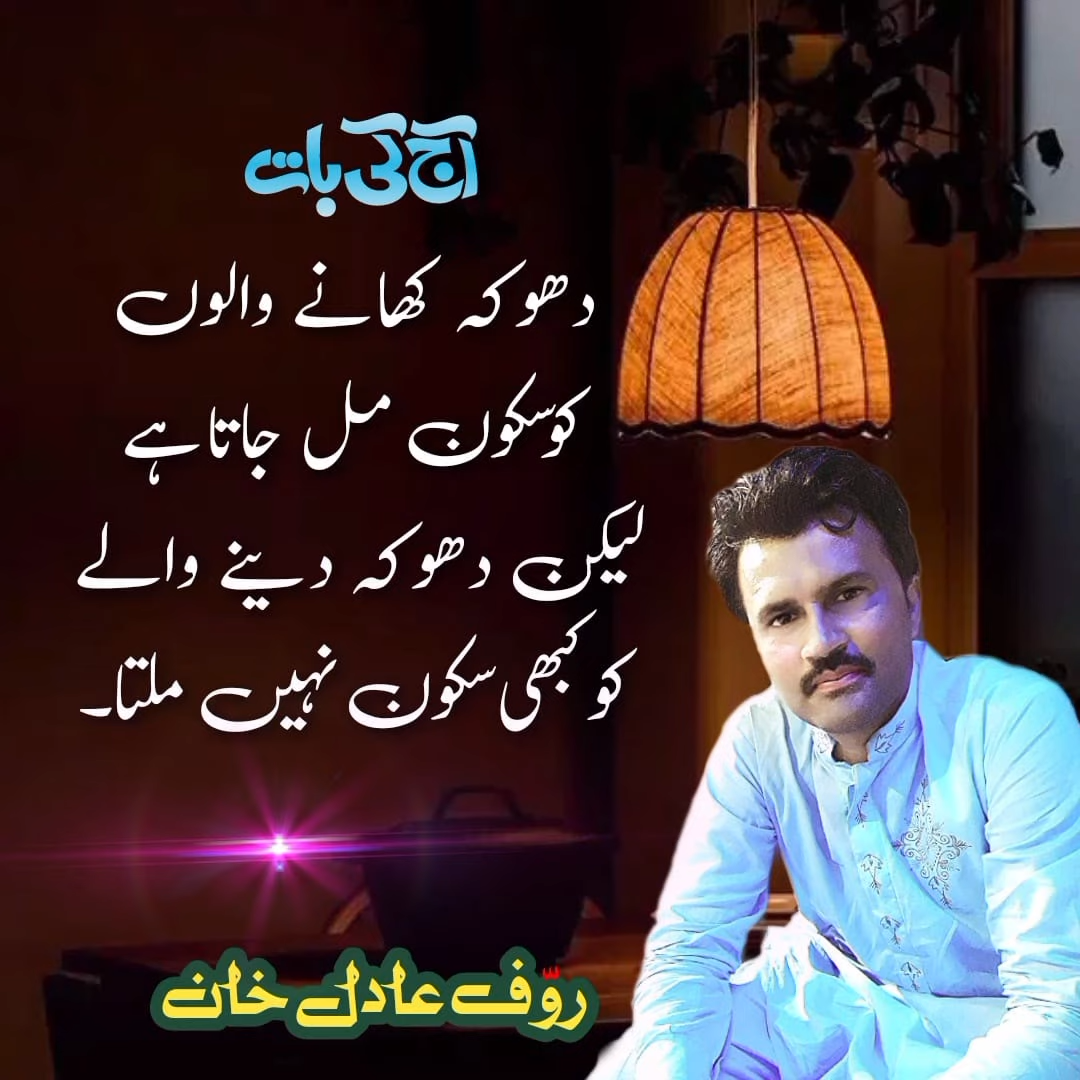 آج کی بات
دھوکہ کھانے والوں
کو سکون مل جاتا ہے
لیکن دھوکہ دینے والے
کو کبھی سکون نہیں ملتا۔
روّف عادل خان